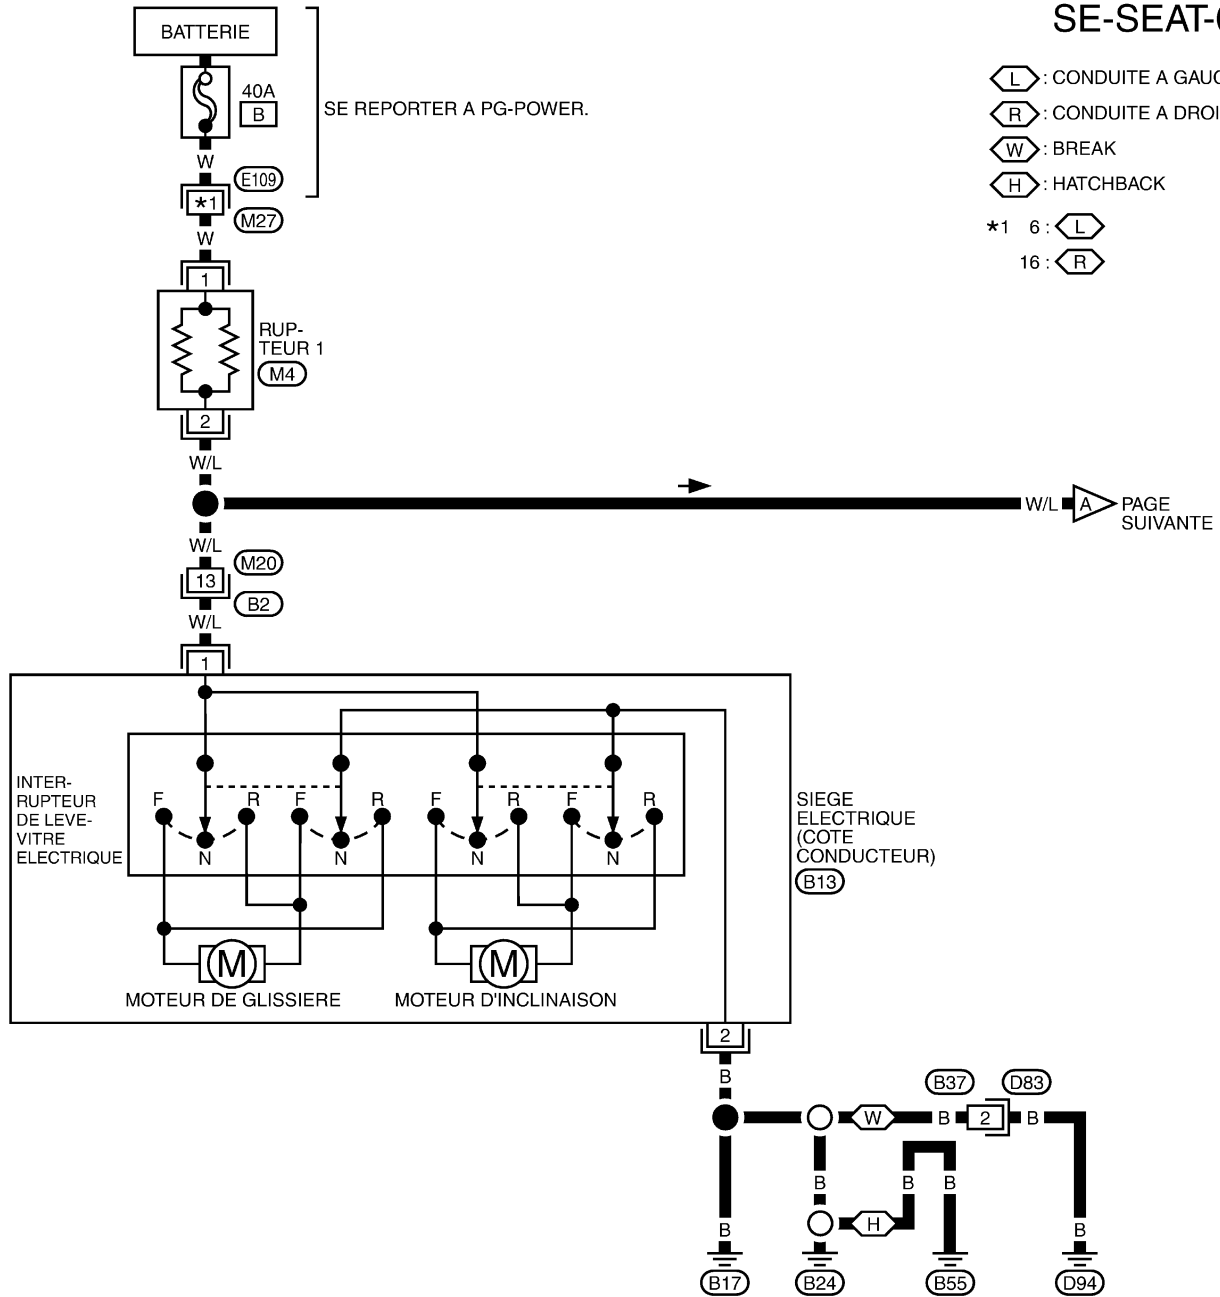 SE-SEAT-
BATTERIE
40A
B
SE REPORTER A PG-POWER.
W
E109
*1
M27
W
L : CONDUITE A GAUC
R : CONDUITE A DROI
W : BREAK
H : HATCHBACK
*1 6 : L
16 : R
1
RUP-
TEUR 1
M4
2
W/L
W/L
A
PAGE
SUIVANTE
W/L
M20
13
B2
W/L
1
INTER-
RUPTEUR
DE LEVE-
VITRE
ELECTRIQUE
F R F R F R F R
N N N N
SIEGE
ELECTRIQUE
(COTE
CONDUCTEUR)
B13
M M
MOTEUR DE GLISSIERE
MOTEUR D'INCLINAISON
2
B
B37 D83
W B 2 B
B B B
H
B B
B17 B24 B55 D94